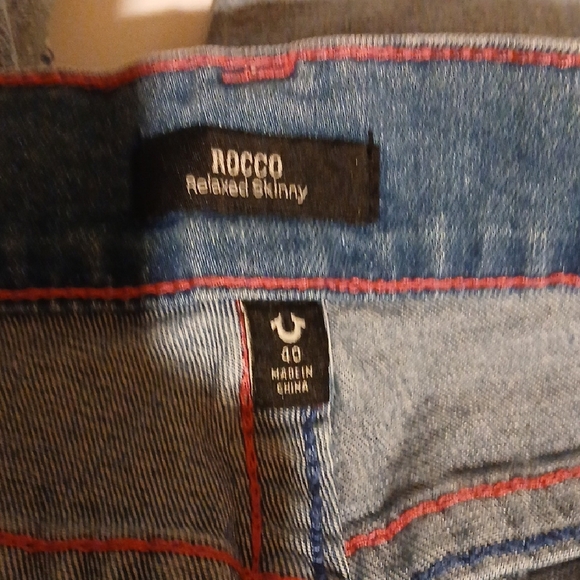 ROCCO
Relaxed Skinny
40
MADE IN
CHINA